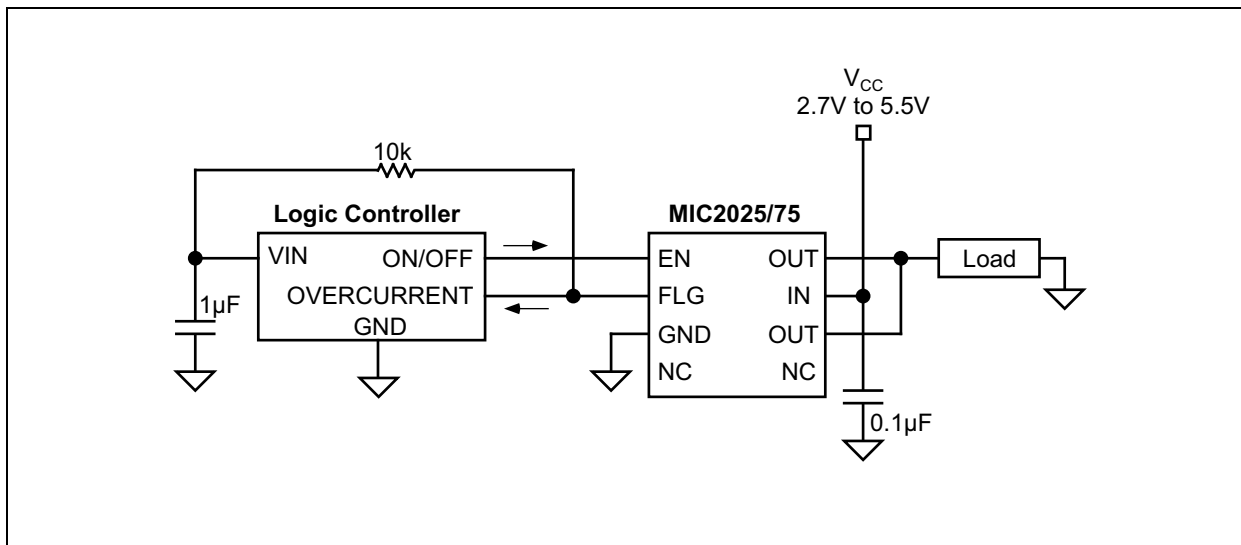 V_CC
2.7V to 5.5V
10k
Logic Controller
MIC2025/75
VIN
ON/OFF
OVERCURRENT
GND
1µF
EN
FLG
GND
NC
OUT
IN
OUT
NC
Load
0.1µF